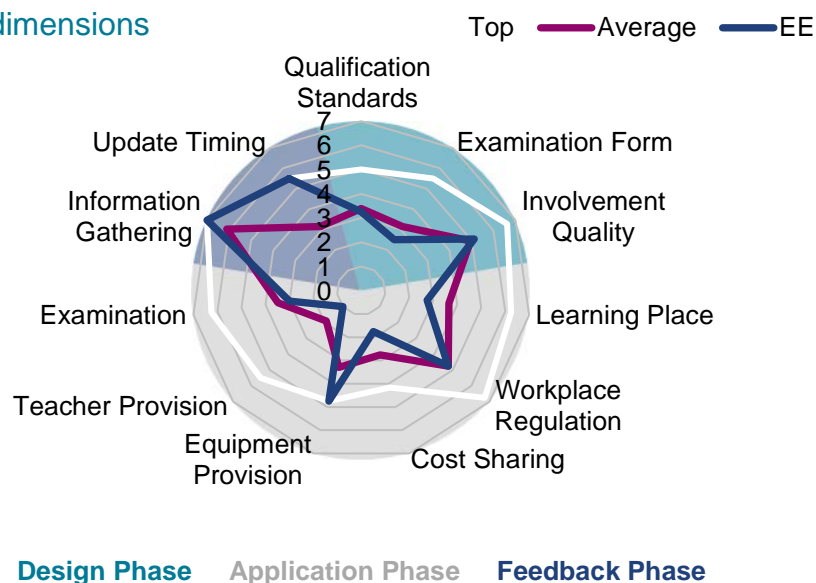 dimensions
Top Average EE
Qualification
Standards
Examination Form
Involvement
Quality
Learning Place
Workplace
Regulation
Cost Sharing
Equipment
Provision
Teacher Provision
Examination
Information
Gathering
Update Timing
7
6
5
4
3
2
1
0
Design Phase Application Phase Feedback Phase